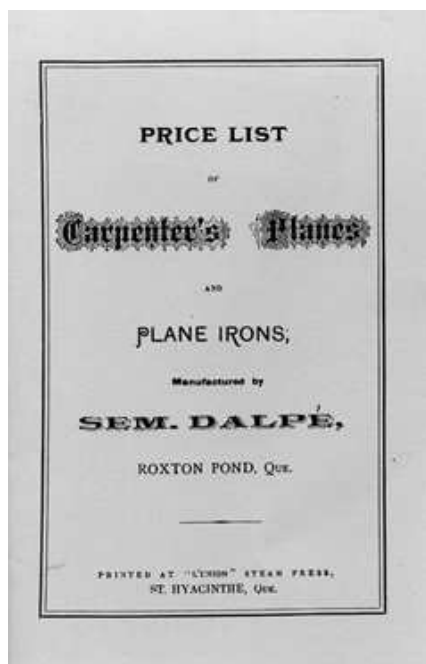 PRICE LIST
OF
Carpenter's Planes
AND
PLANE IRONS,
Manufactured by
SEM. DALPÉ,
ROXTON POND, QUE.
PRINTED AT "L'UNION" STEAM PRESS,
ST. HYACINTHE, QUE.